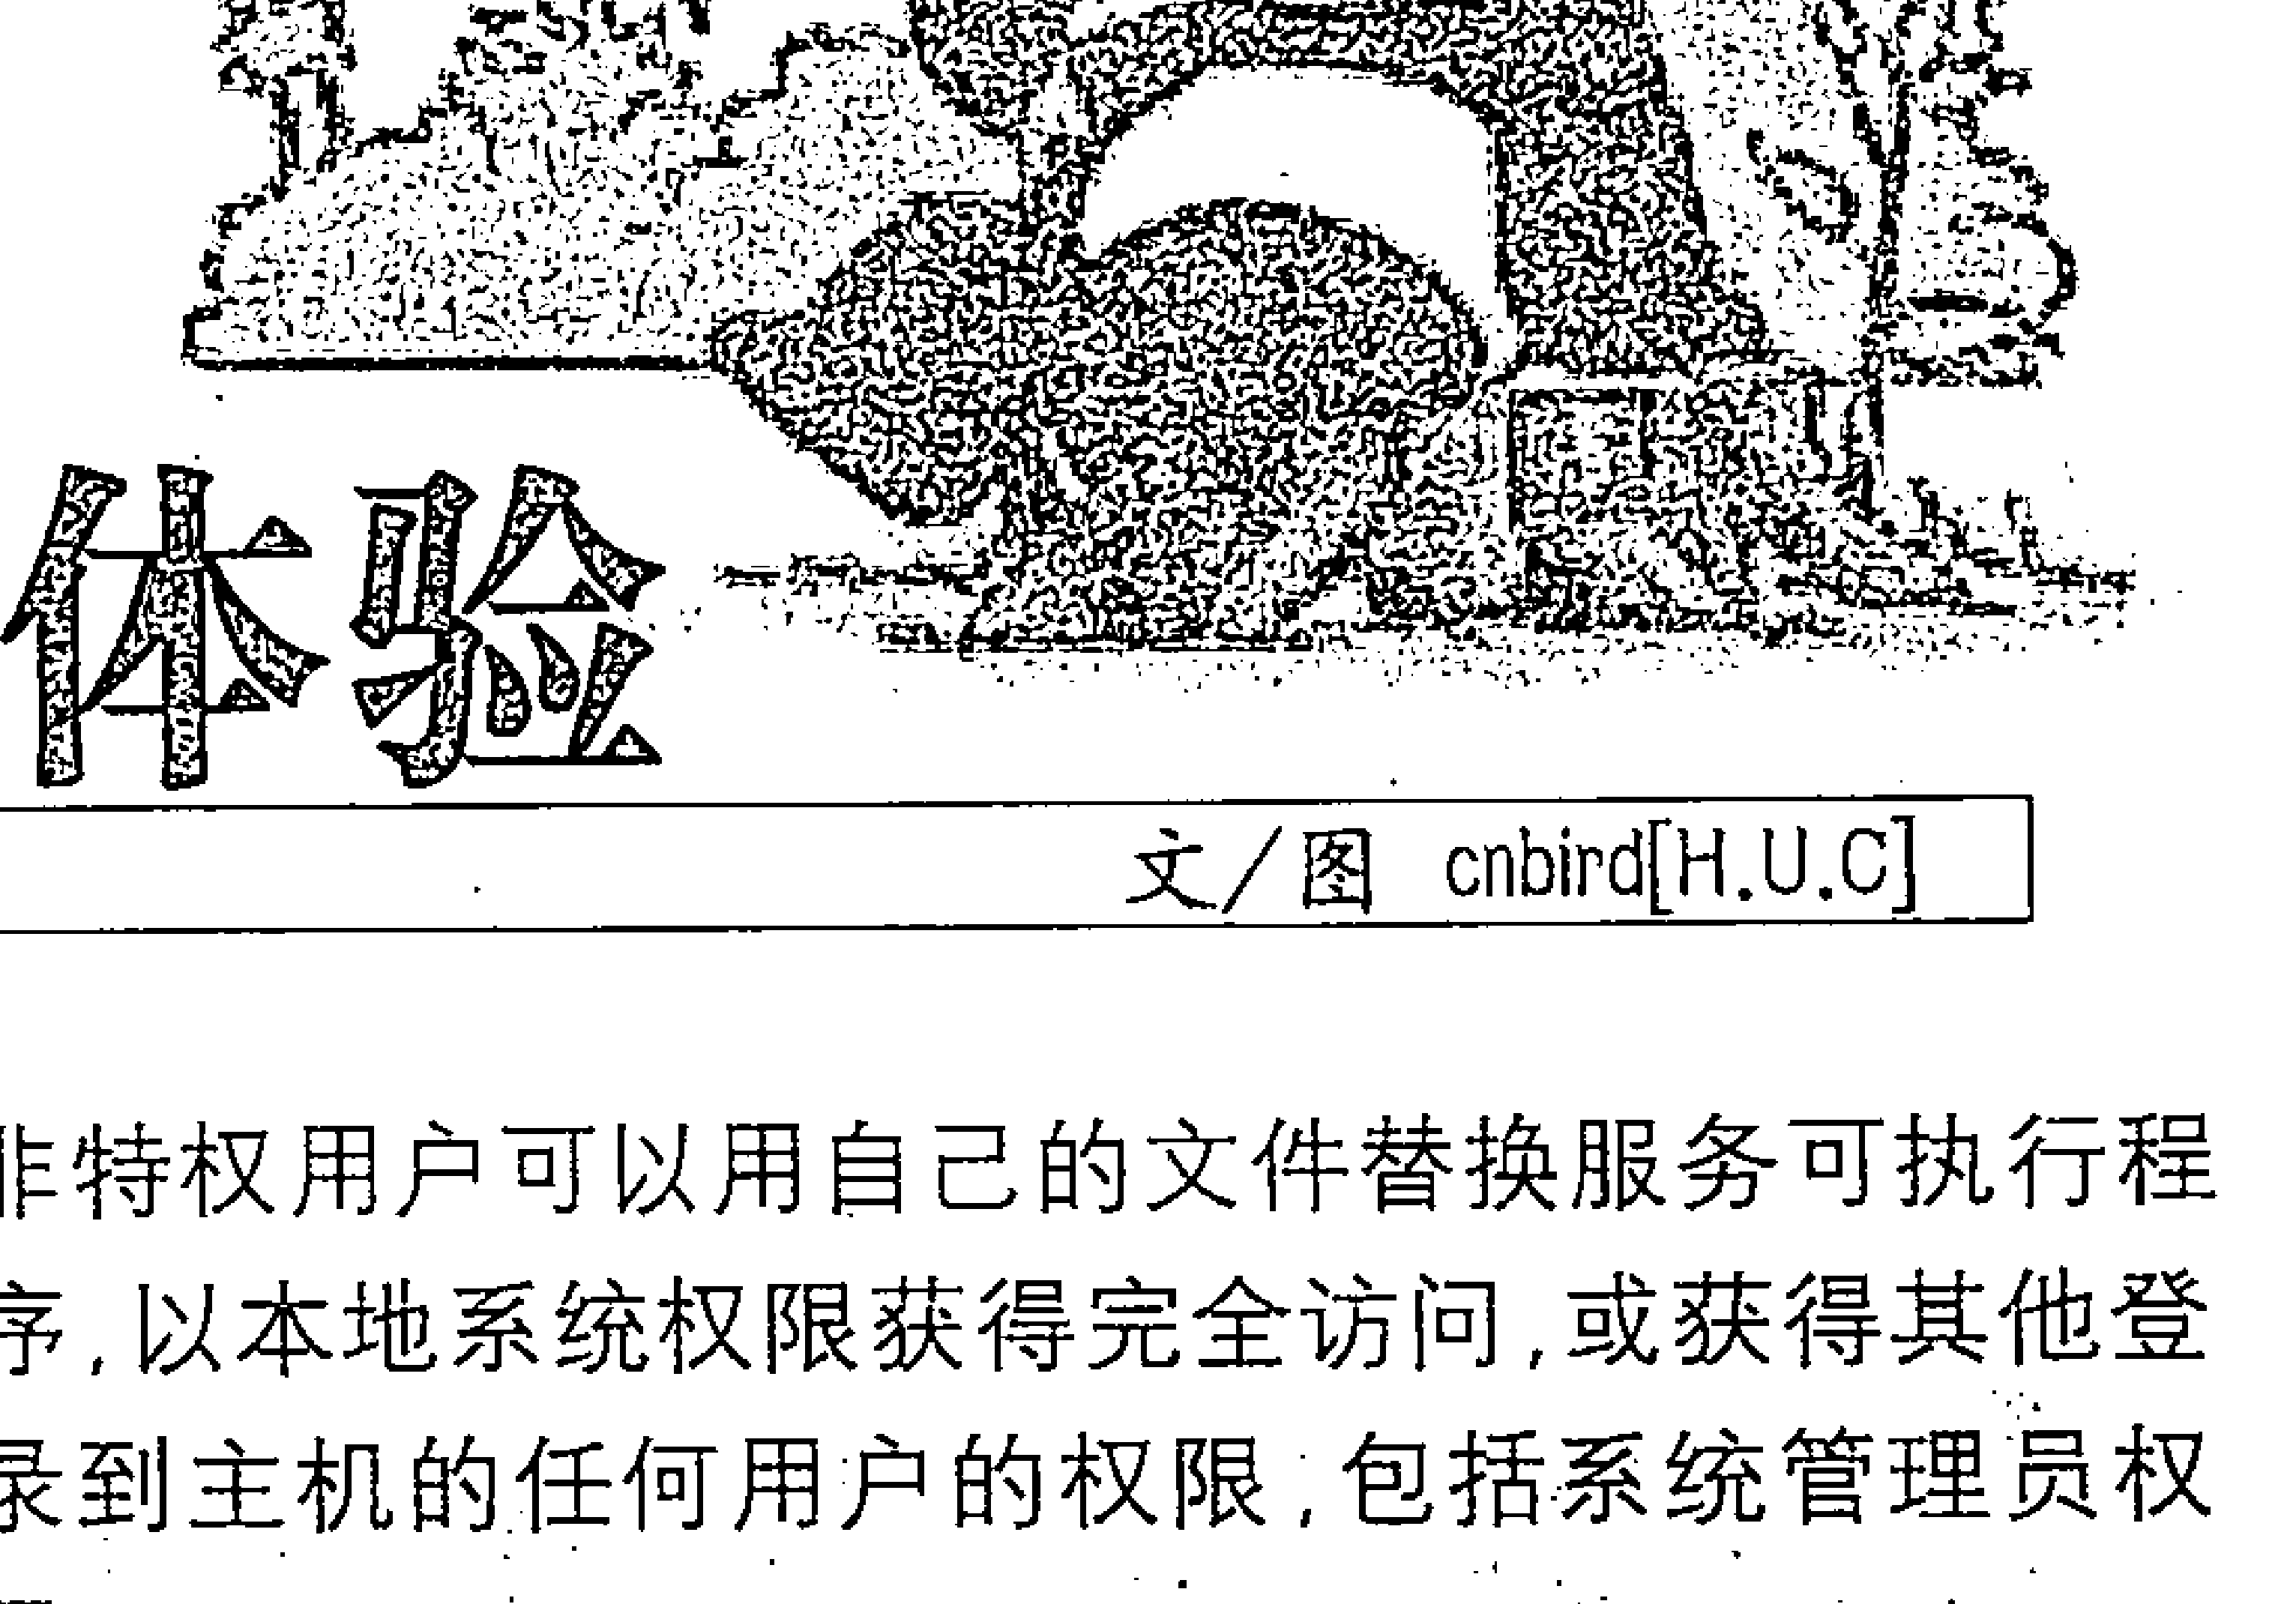 体验
文/图 cnbird[H.U.C]
非特权用户可以用自己的文件替换服务可执行程
序,以本地系统权限获得完全访问,或获得其他登
录到主机的任何用户的权限,包括系统管理员权